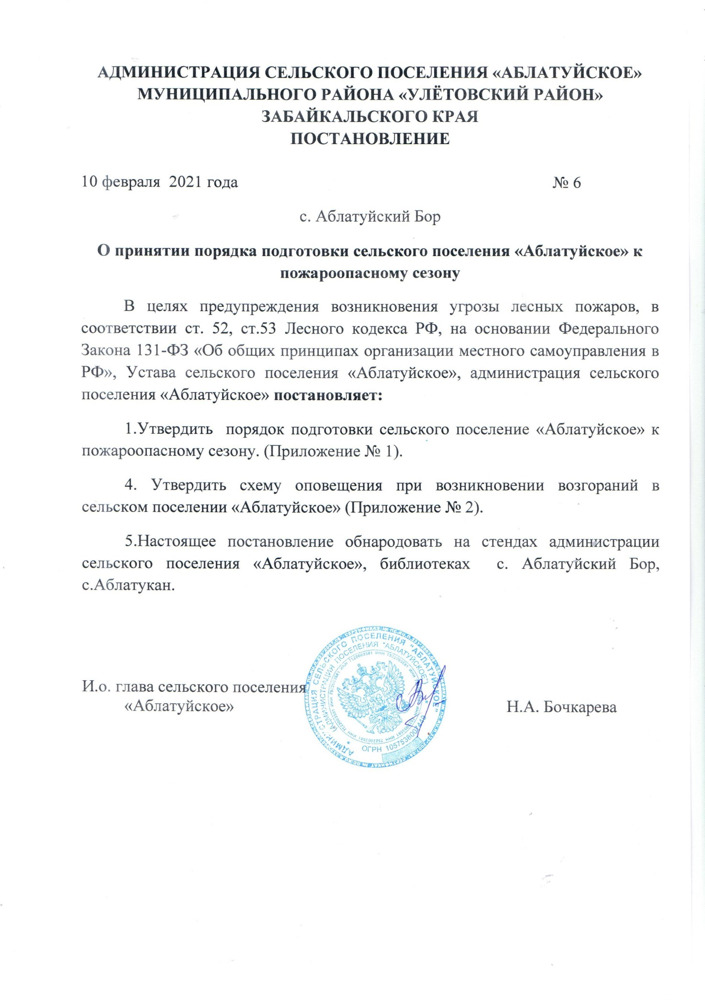 АДМИНИСТРАЦИЯ СЕЛЬСКОГО ПОСЕЛЕНИЯ «АБЛАТУЙСКОЕ»
МУНИЦИПАЛЬНОГО РАЙОНА «УЛЁТОВСКИЙ РАЙОН»
ЗАБАЙКАЛЬСКОГО КРАЯ
ПОСТАНОВЛЕНИЕ
10 февраля 2021 года № 6
с. Аблатуйский Бор
О принятии порядка подготовки сельского поселения «Аблатуйское» к
пожароопасному сезону
В целях предупреждения возникновения угрозы лесных пожаров, в
соответствии ст. 52, ст.53 Лесного кодекса РФ, на основании Федерального
Закона 131-ФЗ «Об общих принципах организации местного самоуправления в
РФ», Устава сельского поселения «Аблатуйское», администрация сельского
поселения «Аблатуйское» постановляет:
1.Утвердить порядок подготовки сельского поселение «Аблатуйское» к
пожароопасному сезону. (Приложение № 1).
4. Утвердить схему оповещения при возникновении возгораний в
сельском поселении «Аблатуйское» (Приложение № 2).
5.Настоящее постановление обнародовать на стендах администрации
сельского поселения «Аблатуйское», библиотеках с. Аблатуйский Бор,
с.Аблатукан.
И.о. глава сельского поселения
«Аблатуйское» Н.А. Бочкарева
АДМИНИСТРАЦИЯ СЕЛЬСКОГО ПОСЕЛЕНИЯ "АБЛАТУЙСКОЕ"
(АДМИНИСТРАЦИЯ ПОСЕЛЕНИЯ "АБЛАТУЙСКОЕ")
ИНН 7522003581
ОГРН 1057538007449